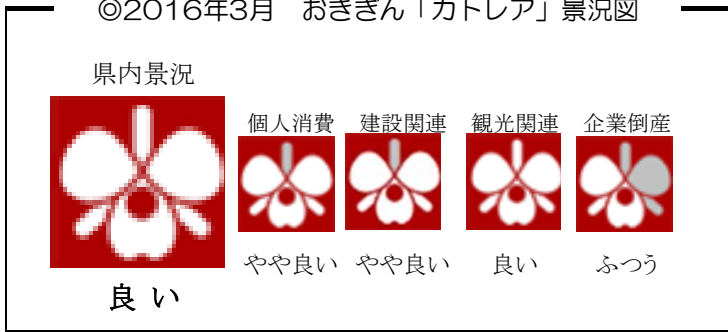 ◎2016年3月　おきぎん「カトレア」景況図
県内景況
個人消費　建設関連　観光関連　企業倒産
やや良い　やや良い　良い　ふつう
良 い